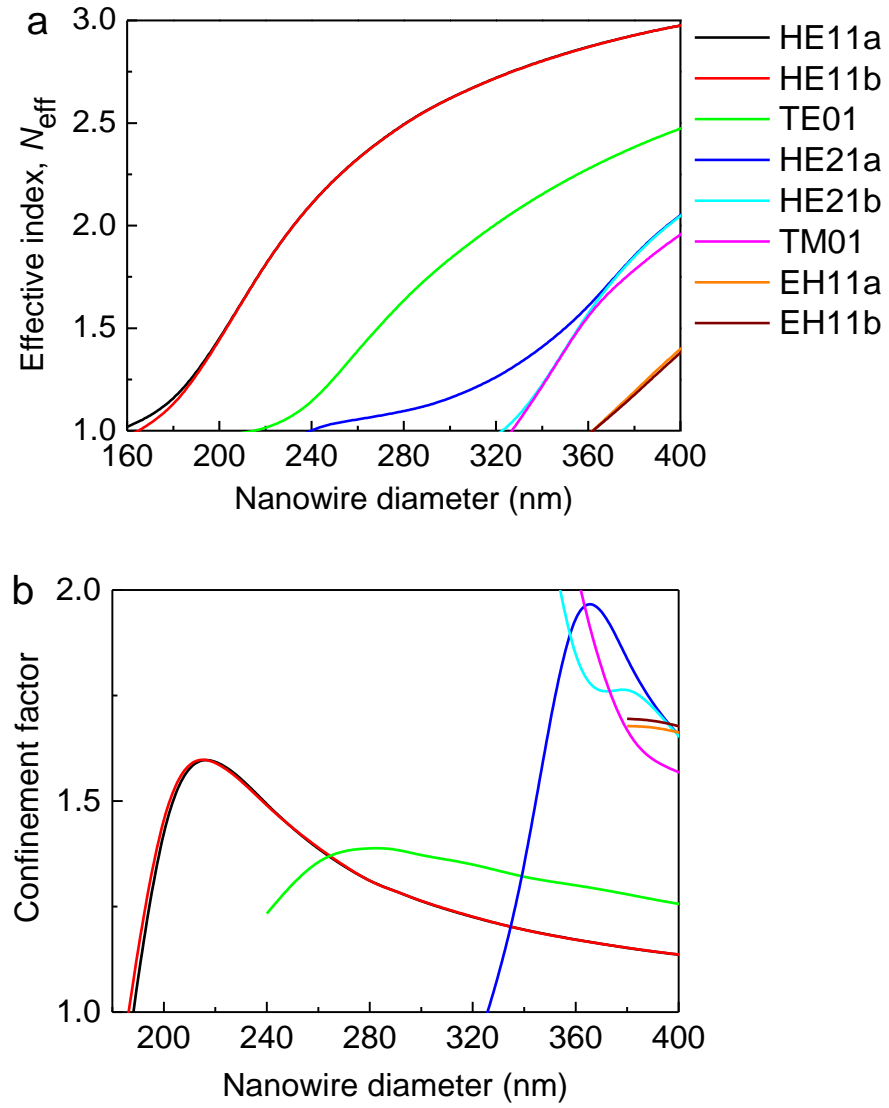 a
3.0
2.5
2.0
1.5
1.0
Effective index, Neff
160 200 240 280 320 360 400
Nanowire diameter (nm)
HE11a
HE11b
TE01
HE21a
HE21b
TM01
EH11a
EH11b
b
2.0
1.5
1.0
Confinement factor
200 240 280 320 360 400
Nanowire diameter (nm)